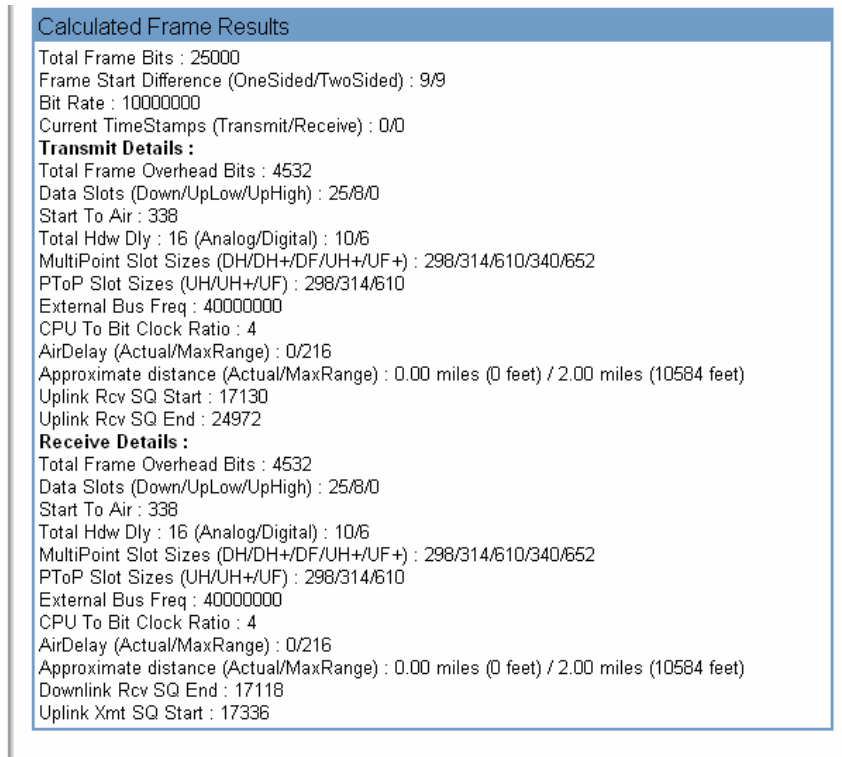 Calculated Frame Results
Total Frame Bits : 25000
Frame Start Difference (OneSided/TwoSided) : 9/9
Bit Rate : 10000000
Current TimeStamps (Transmit/Receive) : 0/0
Transmit Details :
Total Frame Overhead Bits : 4532
Data Slots (Down/UpLow/UpHigh) : 25/8/0
Start To Air : 338
Total Hdw Dly : 16 (Analog/Digital) : 10/6
MultiPoint Slot Sizes (DH/DH+/DF/UH+/UF+) : 298/314/610/340/652
PToP Slot Sizes (UH/UH+/UF) : 298/314/610
External Bus Freq : 40000000
CPU To Bit Clock Ratio : 4
AirDelay (Actual/MaxRange) : 0/216
Approximate distance (Actual/MaxRange) : 0.00 miles (0 feet) / 2.00 miles (10584 feet)
Uplink Rcv SQ Start : 17130
Uplink Rcv SQ End : 24972
Receive Details :
Total Frame Overhead Bits : 4532
Data Slots (Down/UpLow/UpHigh) : 25/8/0
Start To Air : 338
Total Hdw Dly : 16 (Analog/Digital) : 10/6
MultiPoint Slot Sizes (DH/DH+/DF/UH+/UF+) : 298/314/610/340/652
PToP Slot Sizes (UH/UH+/UF) : 298/314/610
External Bus Freq : 40000000
CPU To Bit Clock Ratio : 4
AirDelay (Actual/MaxRange) : 0/216
Approximate distance (Actual/MaxRange) : 0.00 miles (0 feet) / 2.00 miles (10584 feet)
Downlink Rcv SQ End : 17118
Uplink Xmt SQ Start : 17336